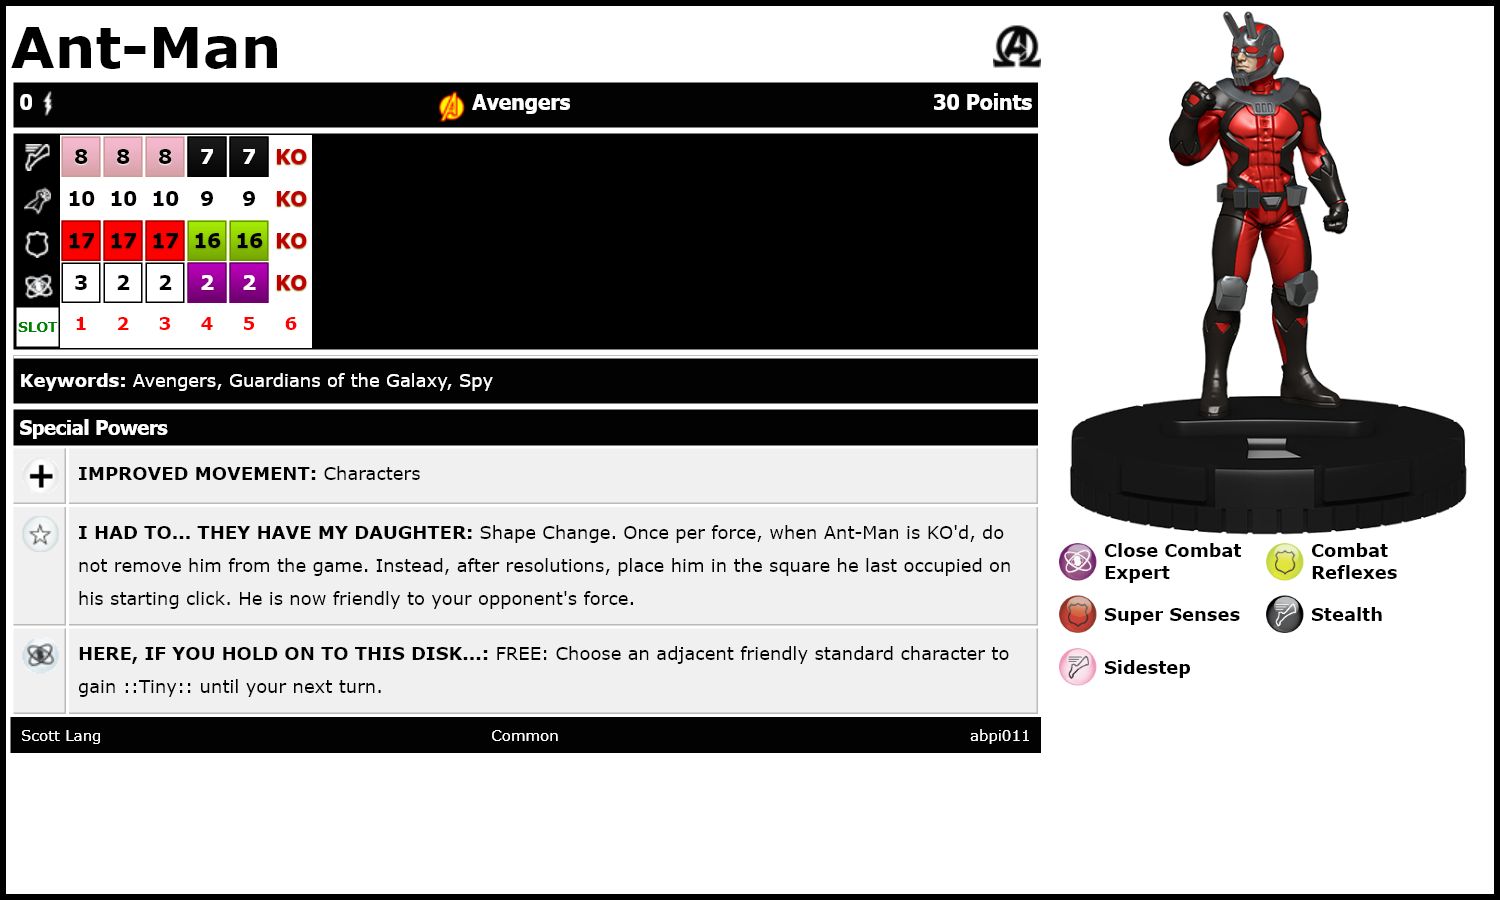 Ant-Man
0 Avengers 30 Points
8 8 8 7 7 KO
10 10 10 9 9 KO
17 17 17 16 16 KO
3 2 2 2 2 KO
SLOT 1 2 3 4 5 6
Keywords: Avengers, Guardians of the Galaxy, Spy
Special Powers
IMPROVED MOVEMENT: Characters
I HAD TO... THEY HAVE MY DAUGHTER: Shape Change. Once per force, when Ant-Man is KO'd, do
not remove him from the game. Instead, after resolutions, place him in the square he last occupied on
his starting click. He is now friendly to your opponent's force.
HERE, IF YOU HOLD ON TO THIS DISK...: FREE: Choose an adjacent friendly standard character to
gain ::Tiny:: until your next turn.
Scott Lang Common abpi011
Close Combat
Expert
Combat
Reflexes
Super Senses
Stealth
Sidestep